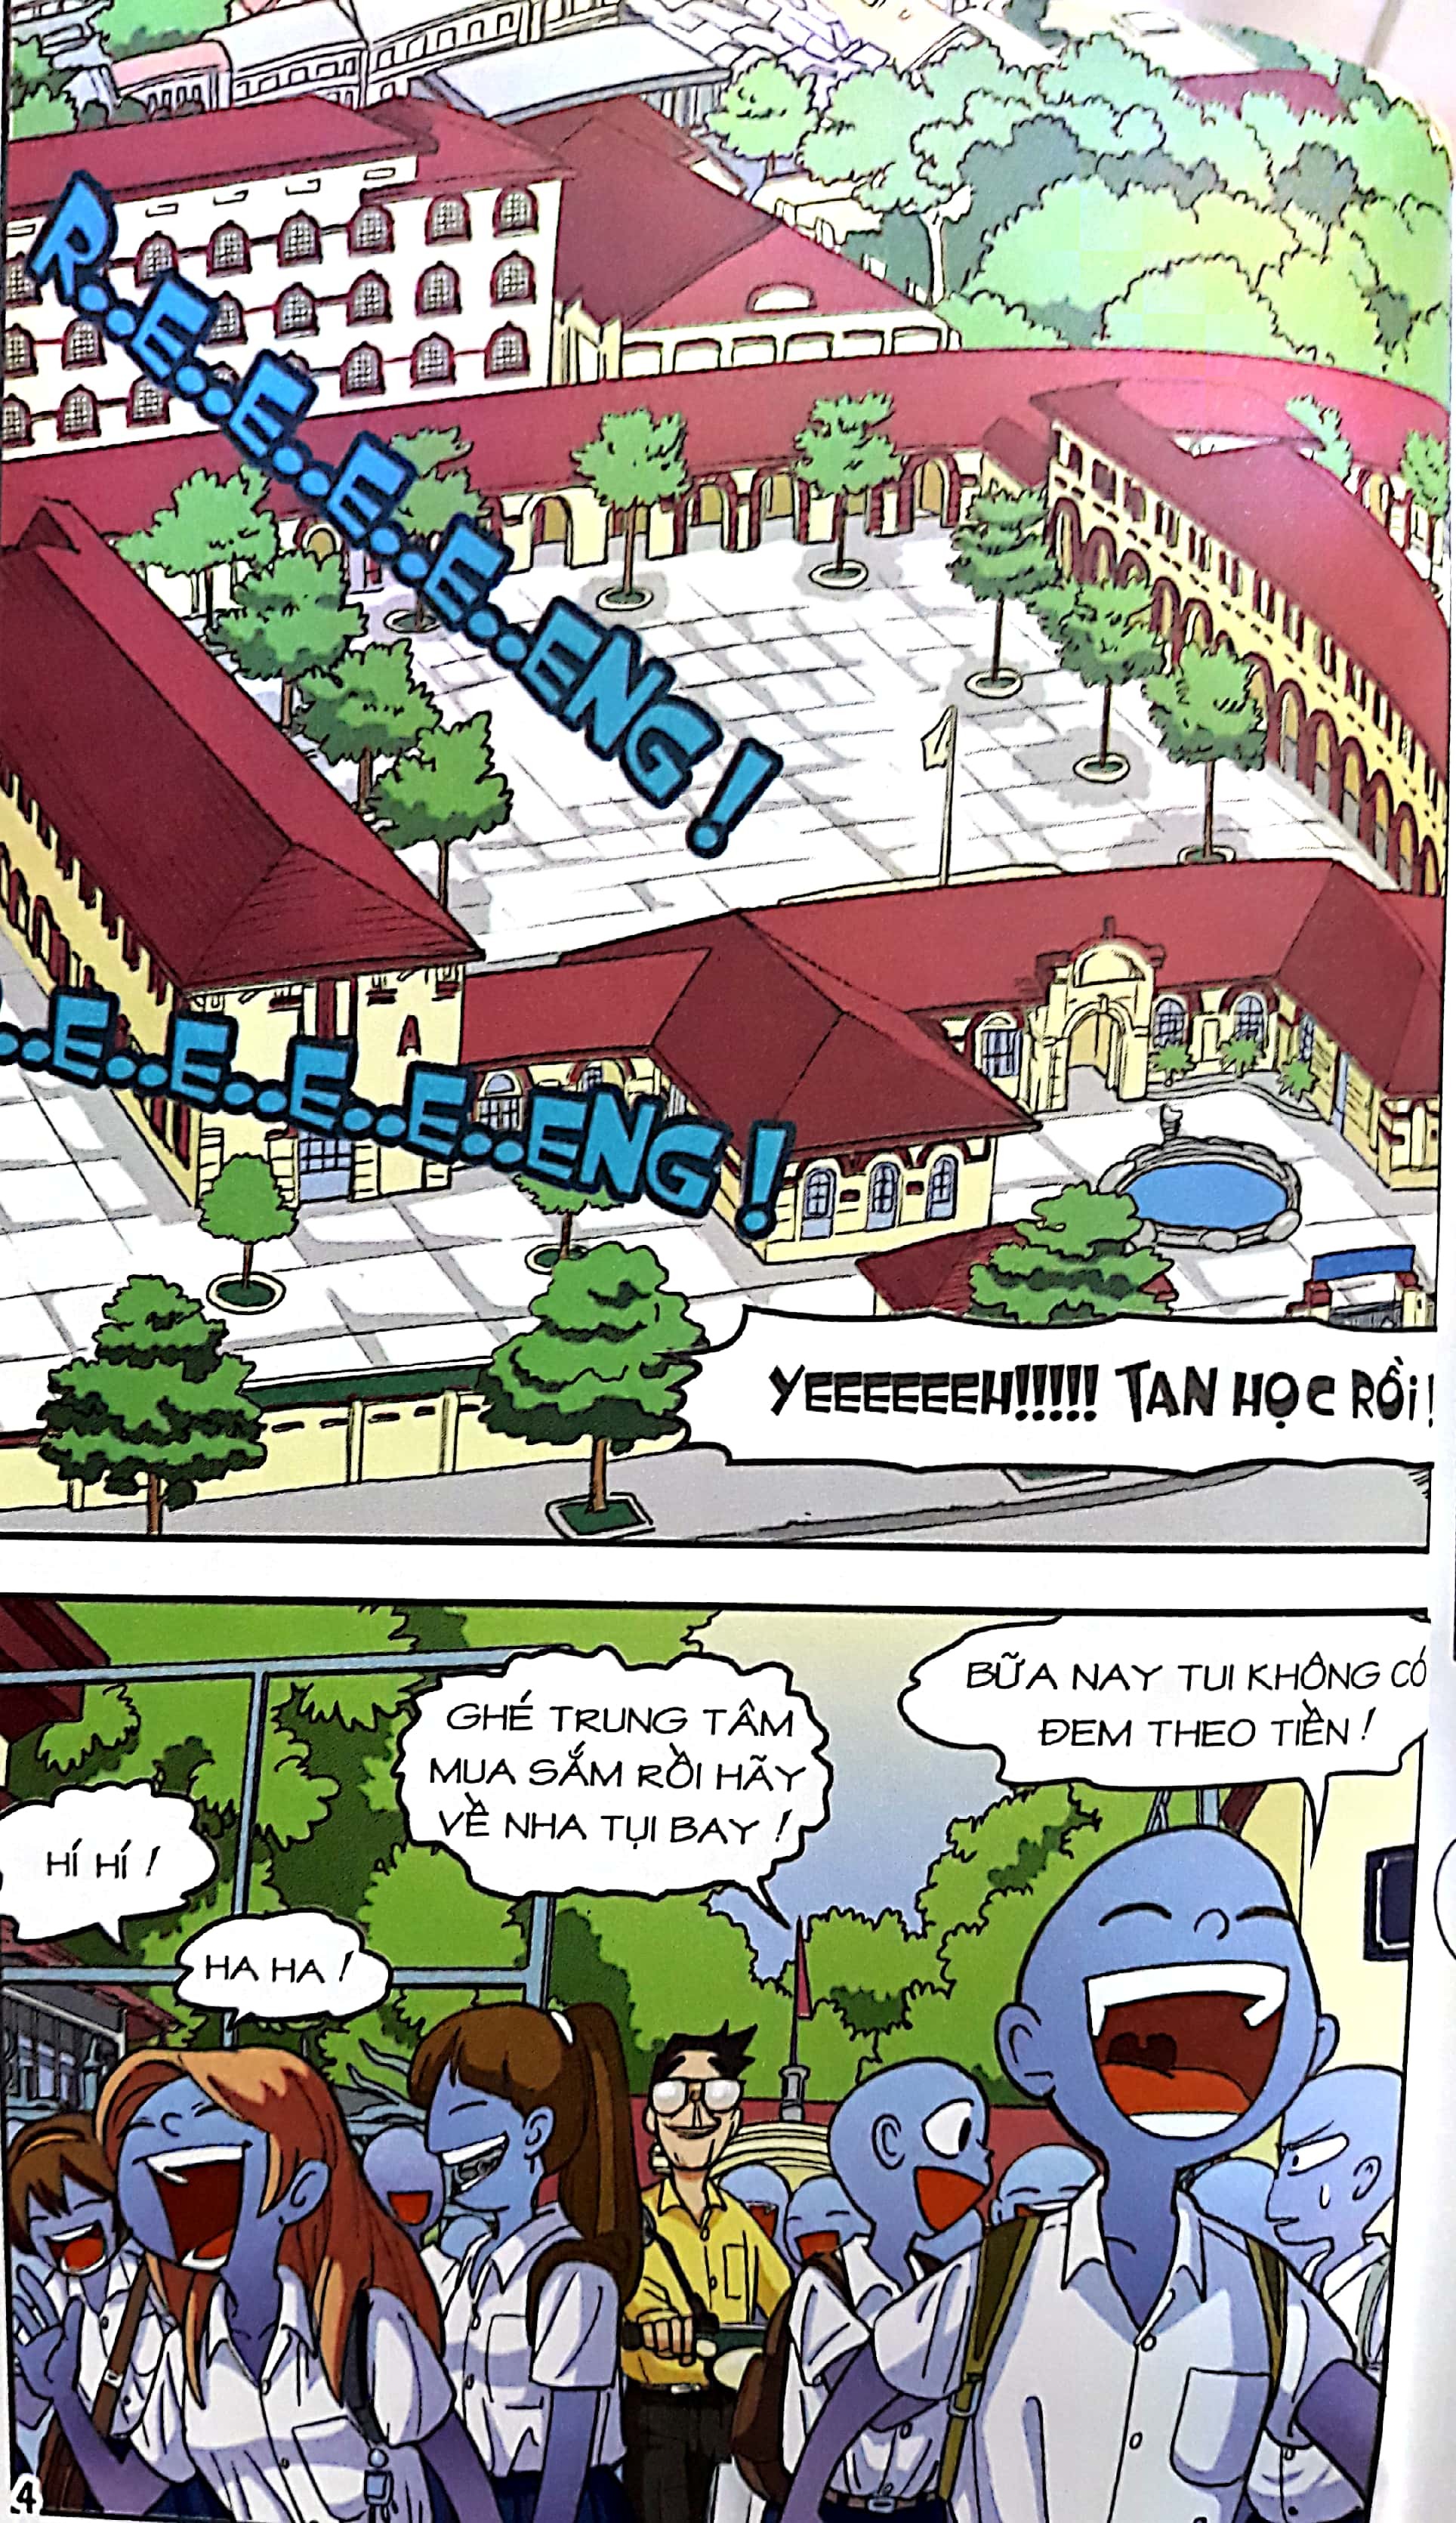 R..E..E..E..E..ENG!
..E..E..E..E..ENG!
A
YEEEEEEEH!!!!!! TAN HỌC RỒI!
GHÉ TRUNG TÂM
MUA SẮM RỒI HÃY
VỀ NHA TỤI BAY!
BỮA NAY TUI KHÔNG CÓ
ĐEM THEO TIỀN!
HÍ HÍ!
HA HA!
4